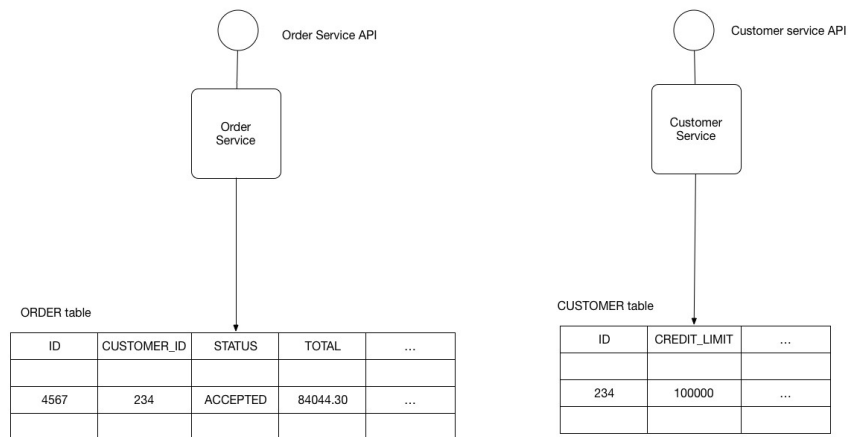 Order Service API
Customer service API
Order
Service
Customer
Service
ORDER table
ID CUSTOMER_ID STATUS TOTAL ...
4567 234 ACCEPTED 84044.30 ...
CUSTOMER table
ID CREDIT_LIMIT ...
234 100000 ...